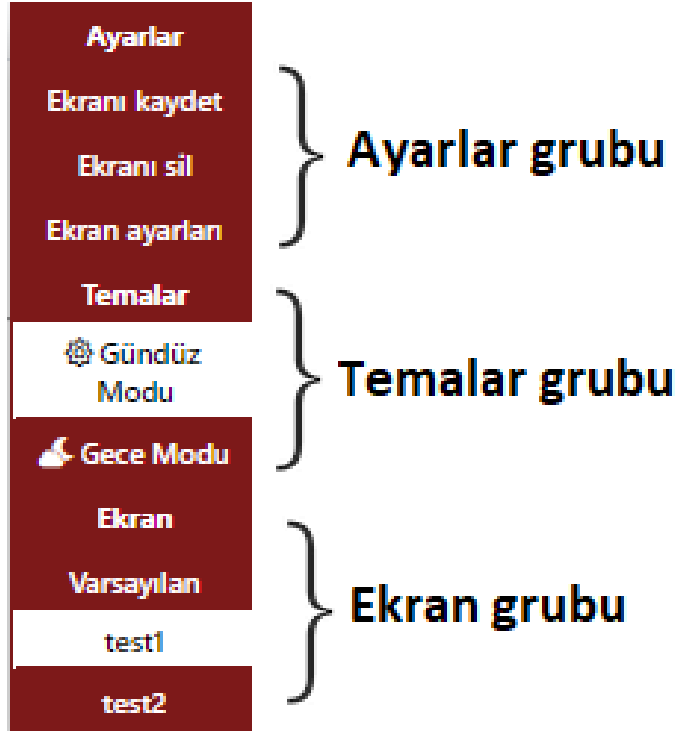 Ayarlar
Ekranı kaydet
Ekranı sil
Ekran ayarları
Ayarlar grubu
Temalar
Gündüz
Modu
Gece Modu
Temalar grubu
Ekran
Varsayılan
test1
test2
Ekran grubu